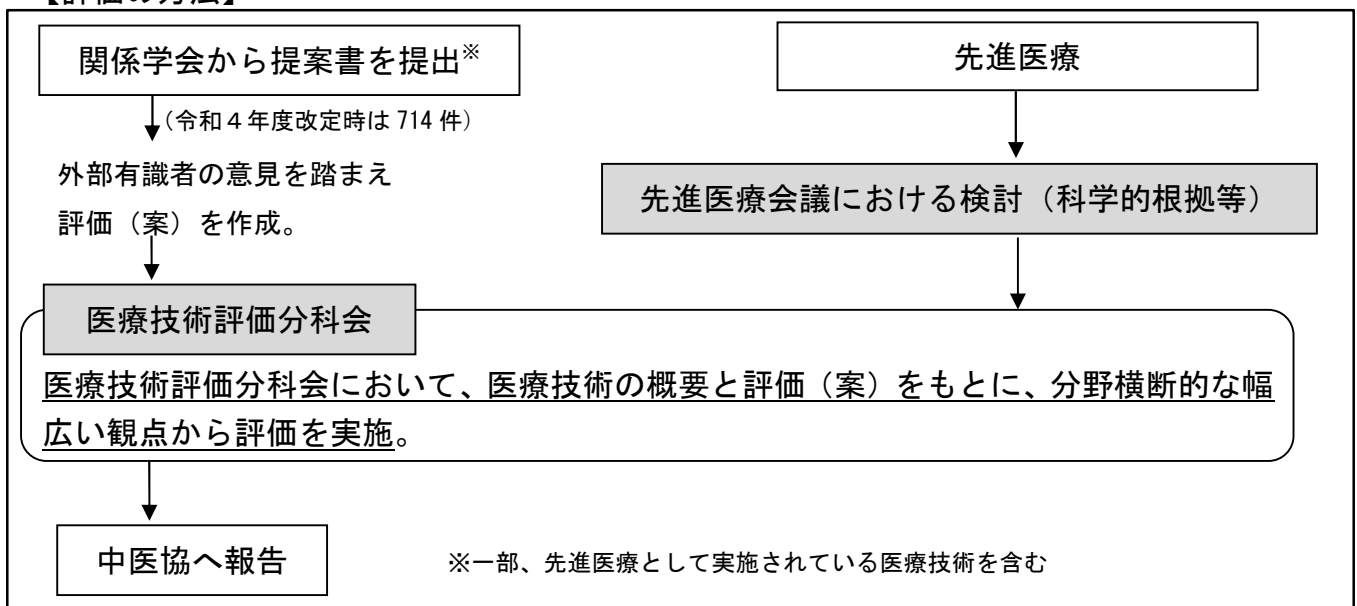 【評価の方法】
関係学会から提案書を提出※
(令和4年度改定時は 714 件)
外部有識者の意見を踏まえ
評価（案）を作成。
先進医療
先進医療会議における検討（科学的根拠等）
医療技術評価分科会
医療技術評価分科会において、医療技術の概要と評価（案）をもとに、分野横断的な幅
広い観点から評価を実施。
中医協へ報告
※一部、先進医療として実施されている医療技術を含む